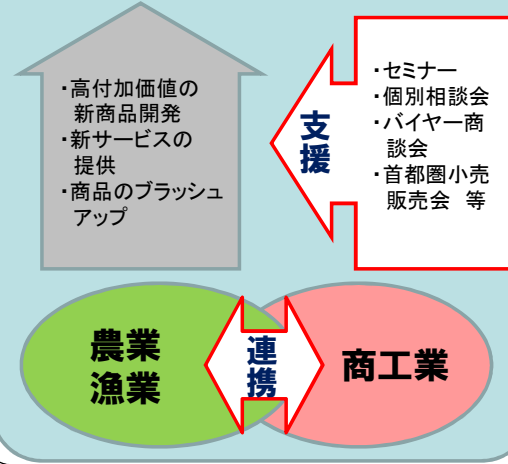 ・高付加価値の
新商品開発
・新サービスの
提供
・商品のブラッシュ
アップ
支援
・セミナー
・個別相談会
・バイヤー商
談会
・首都圏小売
販売会　等
農業
漁業
連携
商工業